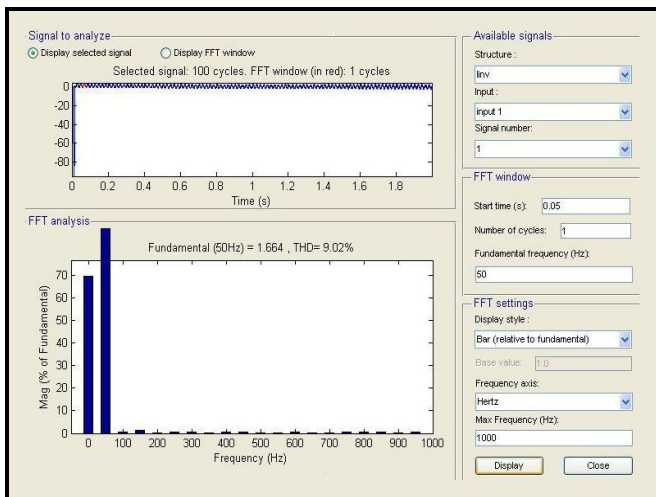 Signal to analyze
Display selected signal
Display FFT window
Selected signal: 100 cycles. FFT window (in red): 1 cycles
0
-20
-40
-60
-80
0 0.2 0.4 0.6 0.8 1 1.2 1.4 1.6 1.8
Time (s)
FFT analysis
Fundamental (50Hz) = 1.664 , THD= 9.02%
Mag (% of Fundamental)
70
60
50
40
30
20
10
0
0 100 200 300 400 500 600 700 800 900 1000
Frequency (Hz)
Available signals
Structure :
Iinv
Input :
input 1
Signal number:
1
FFT window
Start time (s): 0.05
Number of cycles: 1
Fundamental frequency (Hz):
50
FFT settings
Display style :
Bar (relative to fundamental)
Base value: 1.0
Frequency axis:
Hertz
Max Frequency (Hz):
1000
Display
Close